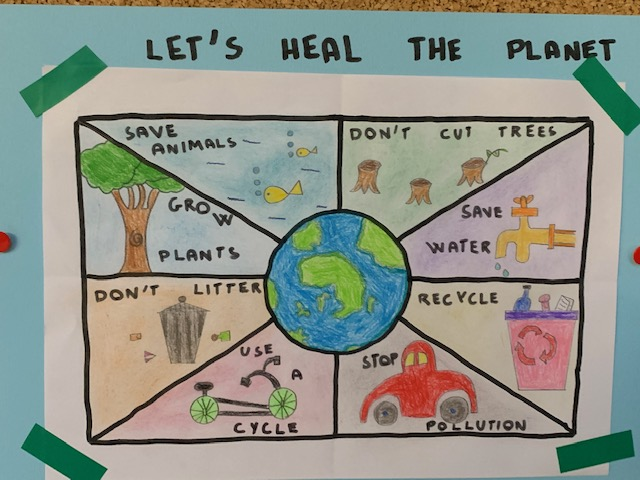 LET'S HEAL THE PLANET
SAVE
ANIMALS
DON'T CUT TREES
GROW
PLANTS
SAVE
WATER
DON'T LITTER
RECYCLE
USE
A
CYCLE
STOP
POLLUTION